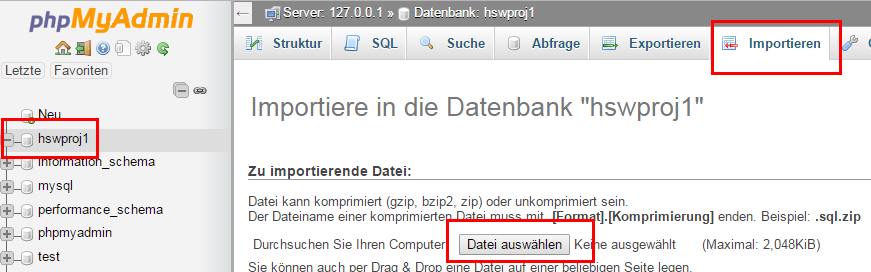 phpMyAdmin
Letzte Favoriten
Neu
hswproj1
information_schema
mysql
performance_schema
phpmyadmin
test
Server: 127.0.0.1 » Datenbank: hswproj1
Struktur SQL Suche Abfrage Exportieren Importieren
Importiere in die Datenbank "hswproj1"
Zu importierende Datei:
Datei kann komprimiert (gzip, bzip2, zip) oder unkomprimiert sein.
Der Dateiname einer komprimierten Datei muss mit .[Format].[Komprimierung] enden. Beispiel: .sql.zip
Durchsuchen Sie Ihren Computer Datei auswählen Keine ausgewählt (Maximal: 2,048KiB)
Sie können auch per Drag & Drop eine Datei auf einer beliebigen Seite legen.